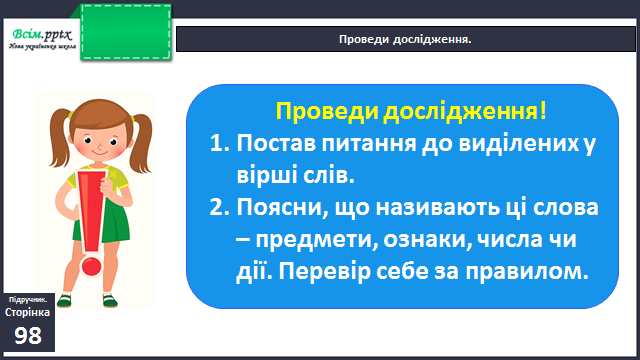 Всім.pptx
Нова українська школа
Проведи дослідження.
Проведи дослідження!
1. Постав питання до виділених у
вірші слів.
2. Поясни, що називають ці слова
– предмети, ознаки, числа чи
дії. Перевір себе за правилом.
Підручник.
Сторінка
98